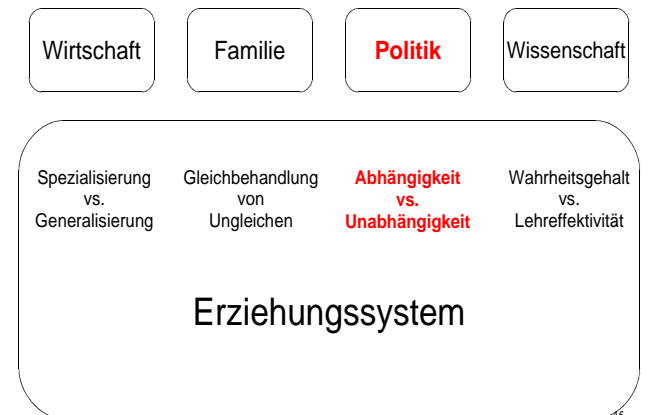 Wirtschaft Familie Politik Wissenschaft
Spezialisierung Gleichbehandlung Abhängigkeit Wahrheitsgehalt
vs. von vs. vs.
Generalisierung Ungleichen Unabhängigkeit Lehreffektivität
Erziehungssystem